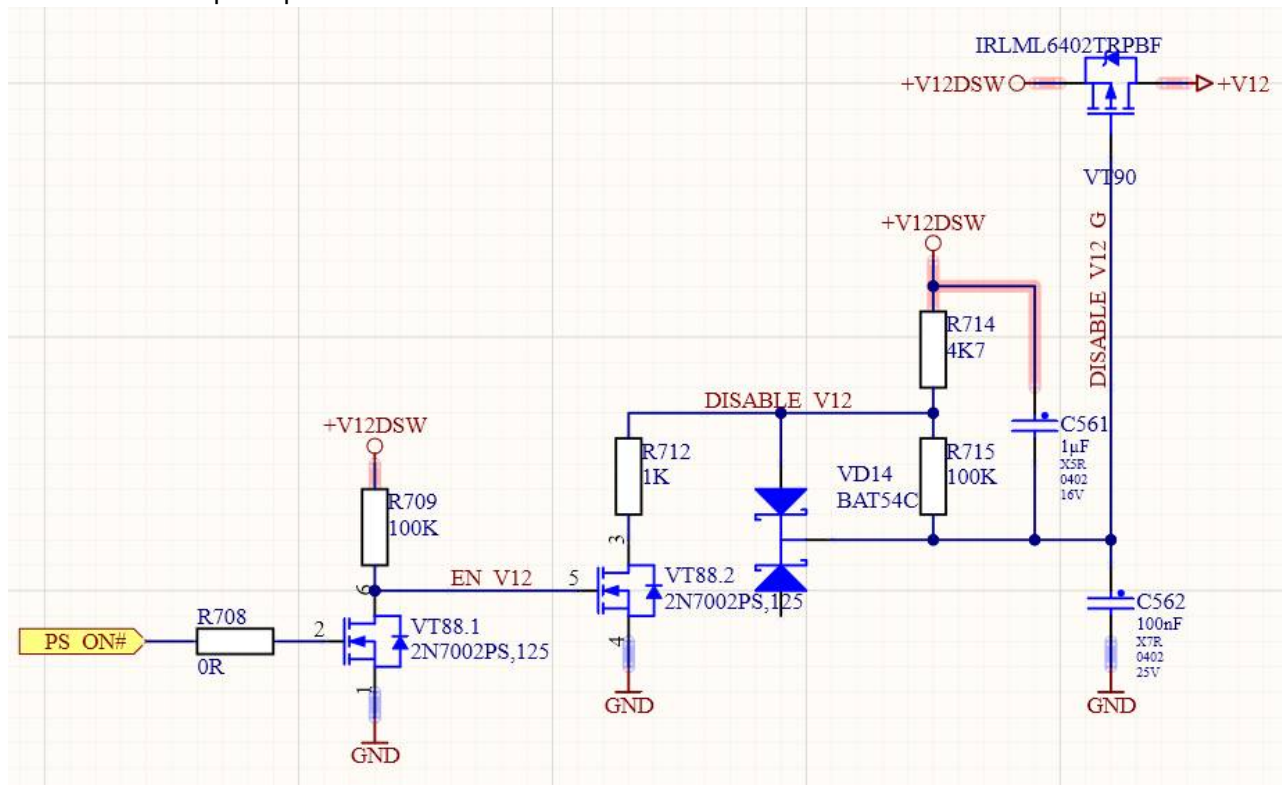 IRLML6402TRPBF
+V12DSW
+V12
VT90
DISABLE V12 G
+V12DSW
R714
4K7
DISABLE V12
C561
1µF
X5R
0402
16V
+V12DSW
R712
1K
R715
100K
VD14
BAT54C
R709
100K
3
EN V12
5
VT88.2
2N7002PS,125
6
C562
100nF
X7R
0402
25V
R708
0R
PS ON#
2
VT88.1
2N7002PS,125
4
1
GND
GND
GND